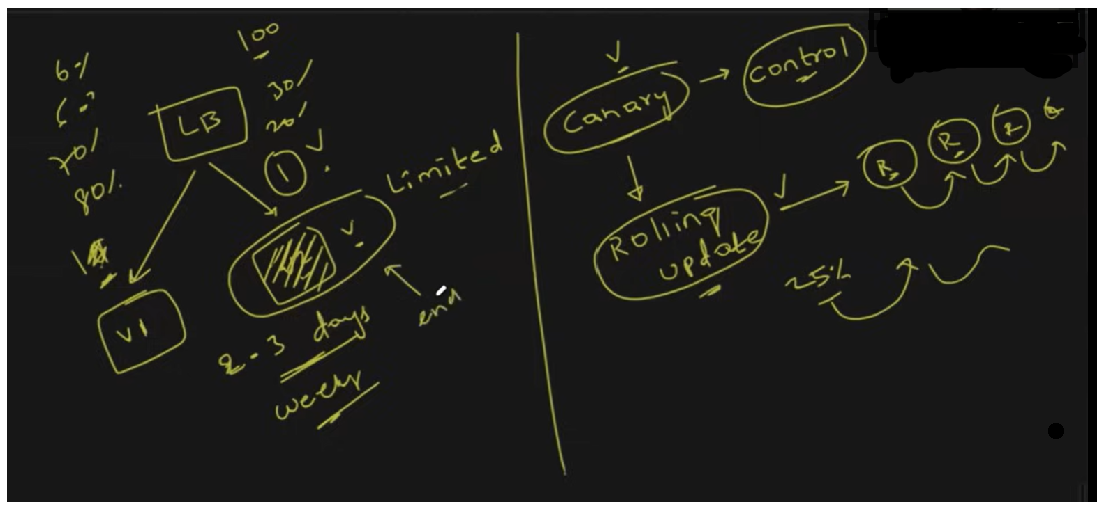 100
6%
30%
20%
LB
70%
80%
1
Limited
V1
2-3 days
weekly
end
Canary
control
Rolling
update
R
R
25%